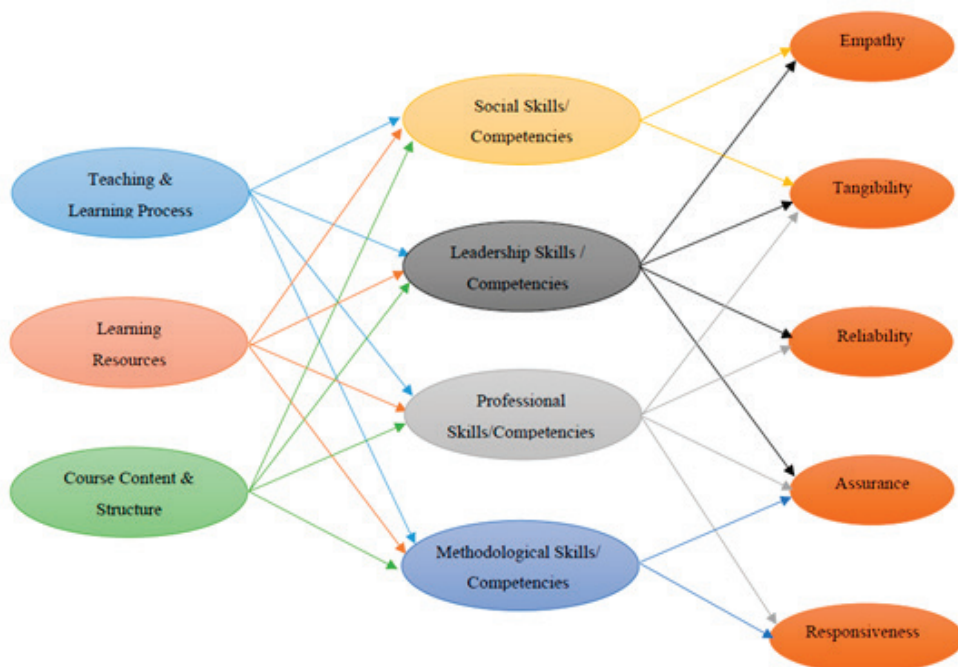 Teaching &
Learning Process
Learning
Resources
Course Content &
Structure
Social Skills/
Competencies
Leadership Skills /
Competencies
Professional
Skills/Competencies
Methodological Skills/
Competencies
Empathy
Tangibility
Reliability
Assurance
Responsiveness